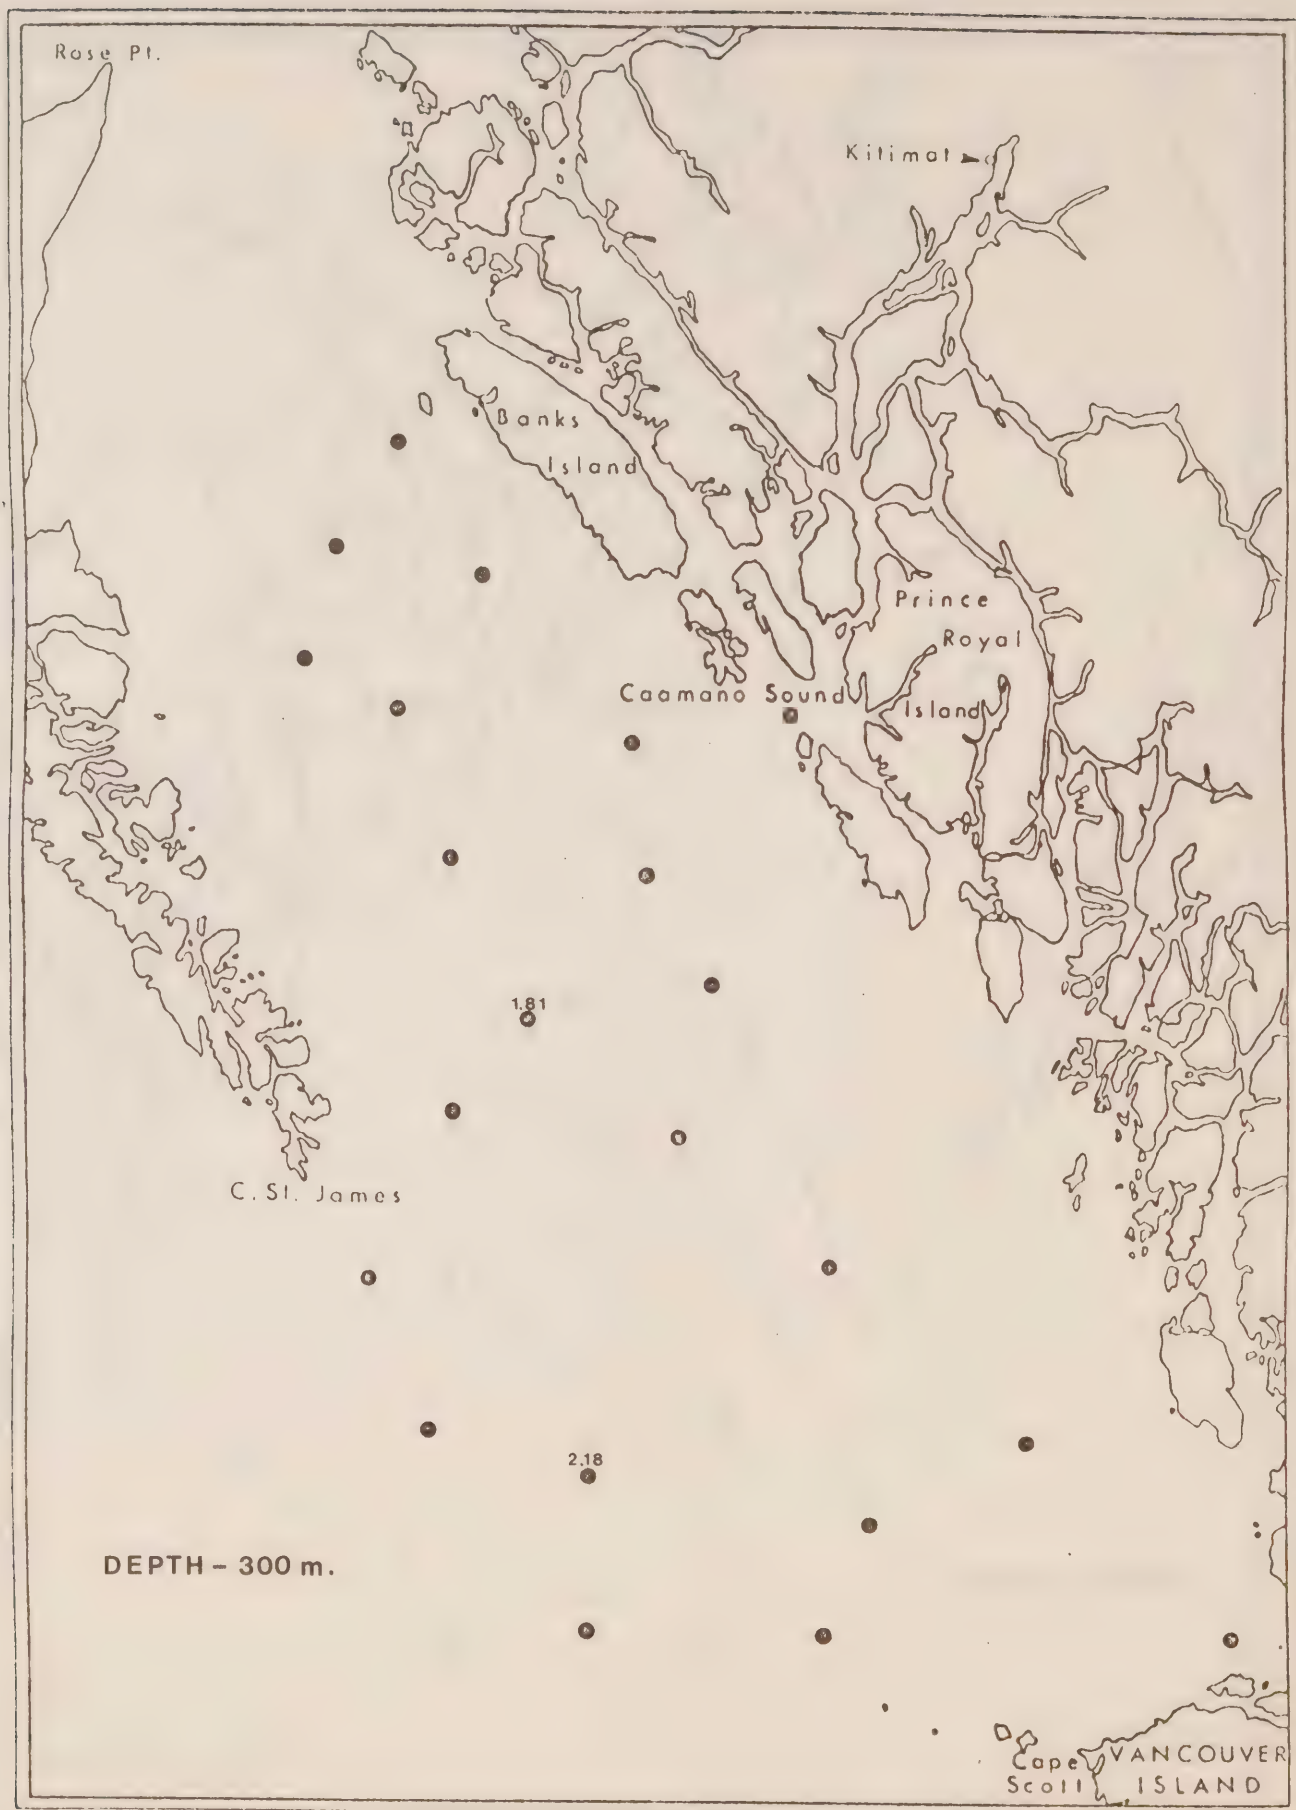 Rose Pt.
Kitimat
Banks
Island
Prince
Royal
Island
Caamano Sound
1.81
C. St. James
2.18
DEPTH – 300 m.
Cape
Scott
VANCOUVER
ISLAND